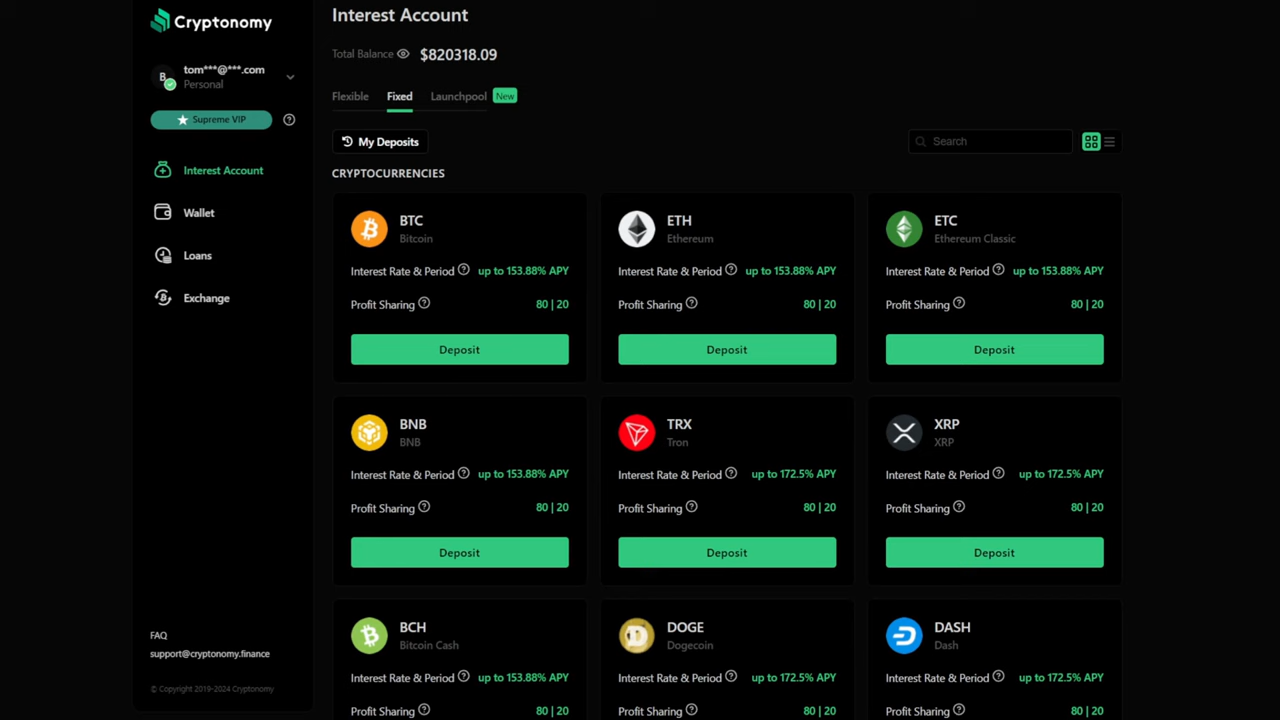 Cryptonomy
B
tom***@***.com
Personal
Supreme VIP
Interest Account
Wallet
Loans
Exchange
FAQ
support@cryptonomy.finance
© Copyright 2019-2024 Cryptonomy
Interest Account
Total Balance $820318.09
Flexible Fixed Launchpool New
My Deposits
Search
CRYPTOCURRENCIES
BTC
Bitcoin
Interest Rate & Period up to 153.88% APY
Profit Sharing 80 | 20
Deposit
ETH
Ethereum
Interest Rate & Period up to 153.88% APY
Profit Sharing 80 | 20
Deposit
ETC
Ethereum Classic
Interest Rate & Period up to 153.88% APY
Profit Sharing 80 | 20
Deposit
BNB
BNB
Interest Rate & Period up to 153.88% APY
Profit Sharing 80 | 20
Deposit
TRX
Tron
Interest Rate & Period up to 172.5% APY
Profit Sharing 80 | 20
Deposit
XRP
XRP
Interest Rate & Period up to 172.5% APY
Profit Sharing 80 | 20
Deposit
BCH
Bitcoin Cash
Interest Rate & Period up to 153.88% APY
Profit Sharing 80 | 20
DOGE
Dogecoin
Interest Rate & Period up to 172.5% APY
Profit Sharing 80 | 20
DASH
Dash
Interest Rate & Period up to 172.5% APY
Profit Sharing 80 | 20